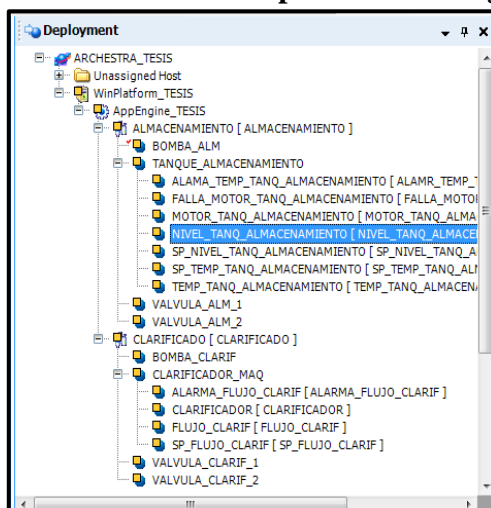 Deployment
ARCHESTRA_TESIS
Unassigned Host
WinPlatform_TESIS
AppEngine_TESIS
ALMACENAMIENTO [ ALMACENAMIENTO ]
BOMBA_ALM
TANQUE_ALMACENAMIENTO
ALAMA_TEMP_TANQ_ALMACENAMIENTO [ ALAMR_TEMP_T
FALLA_MOTOR_TANQ_ALMACENAMIENTO [ FALLA_MOTO
MOTOR_TANQ_ALMACENAMIENTO [ MOTOR_TANQ_ALMA
NIVEL_TANQ_ALMACENAMIENTO [ NIVEL_TANQ_ALMACE
SP_NIVEL_TANQ_ALMACENAMIENTO [ SP_NIVEL_TANQ_A
SP_TEMP_TANQ_ALMACENAMIENTO [ SP_TEMP_TANQ_AL
TEMP_TANQ_ALMACENAMIENTO [ TEMP_TANQ_ALMACEN
VALVULA_ALM_1
VALVULA_ALM_2
CLARIFICADO [ CLARIFICADO ]
BOMBA_CLARIF
CLARIFICADOR_MAQ
ALARMA_FLUJO_CLARIF [ ALARMA_FLUJO_CLARIF ]
CLARIFICADOR [ CLARIFICADOR ]
FLUJO_CLARIF [ FLUJO_CLARIF ]
SP_FLUJO_CLARIF [ SP_FLUJO_CLARIF ]
VALVULA_CLARIF_1
VALVULA_CLARIF_2